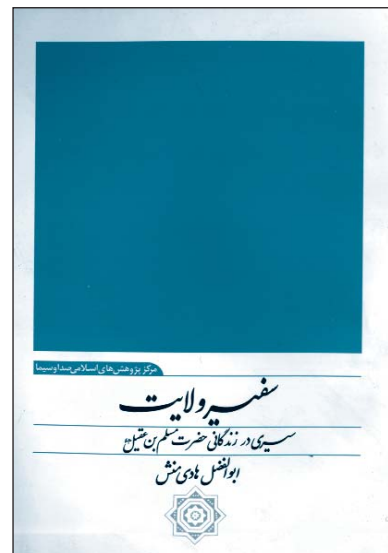 مرکز پژوهش‌های اسلامی صدا و سیما
سفیر ولایت
سیری در زندگانی حضرت مسلم بن عقیل
ابوالفضل هادی منش